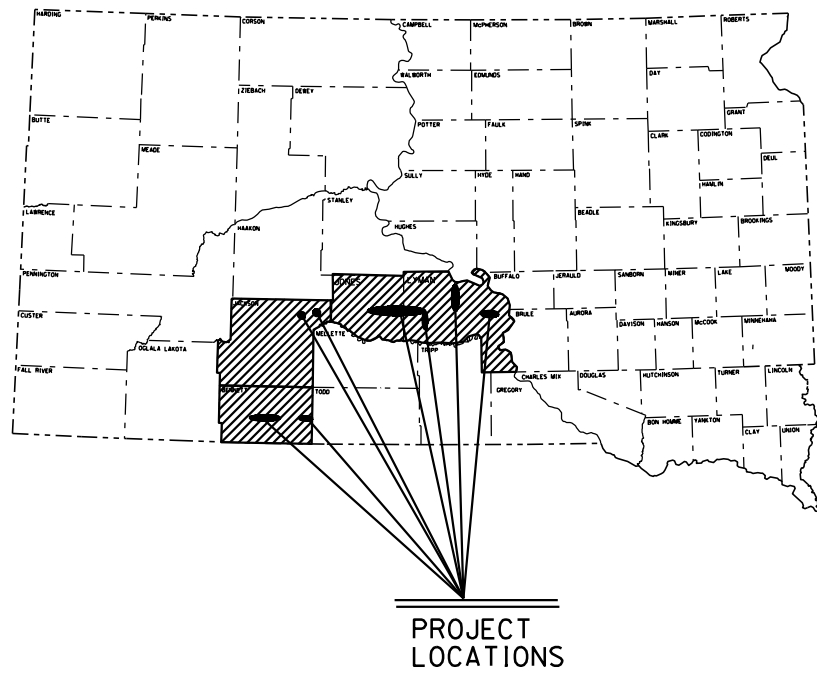 HARDING
PERKINS
CORSON
CAMPBELL
McPHERSON
BROWN
MARSHALL
ROBERTS
WALWORTH
EDMUNDS
DAY
ZIEBACH
DEWEY
GRANT
BUTTE
POTTER
FAULK
SPINK
CLARK
CODINGTON
MEADE
DEUL
SULLY
HYDE
HAND
HAMLIN
STANLEY
LAWRENCE
BEADLE
KINGSBURY
BROOKINGS
HAAKON
HUGHES
PENNINGTON
JONES
LYMAN
BUFFALO
JERAULD
SANBORN
MINER
LAKE
MOODY
JACKSON
CUSTER
BRULE
AURORA
DAVISON
HANSON
McCOOK
MINNEHAHA
MELLETTE
OGLALA LAKOTA
TRIPP
FALL RIVER
CHARLES MIX
DOUGLAS
HUTCHINSON
TURNER
LINCOLN
BENNETT
TODD
GREGORY
BON HOMME
YANKTON
CLAY
UNION
PROJECT
LOCATIONS